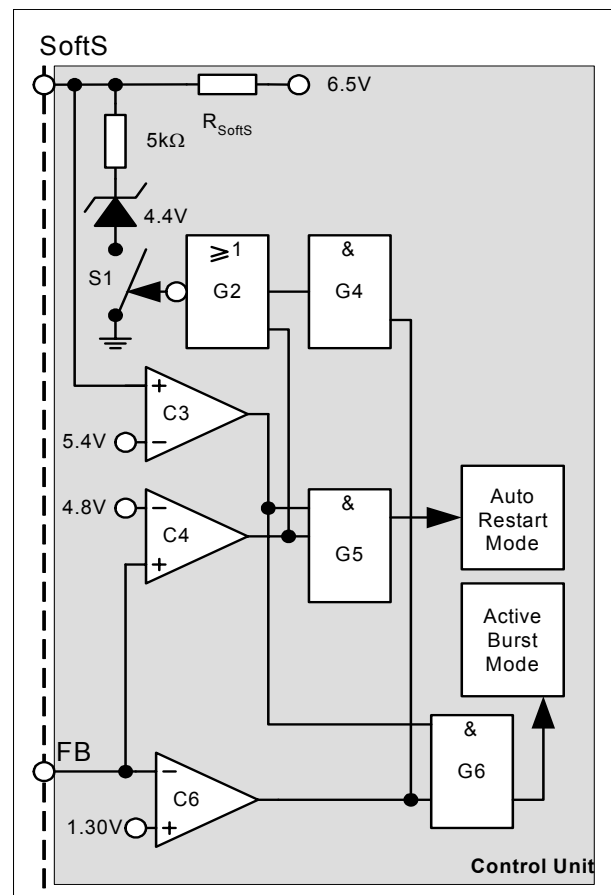 SoftS
6.5V
R SoftS
5kΩ
4.4V
S1
≥1
G2
&
G4
+
C3
5.4V
−
4.8V
−
C4
+
&
G5
Auto
Restart
Mode
Active
Burst
Mode
FB
−
C6
1.30V
+
&
G6
Control Unit